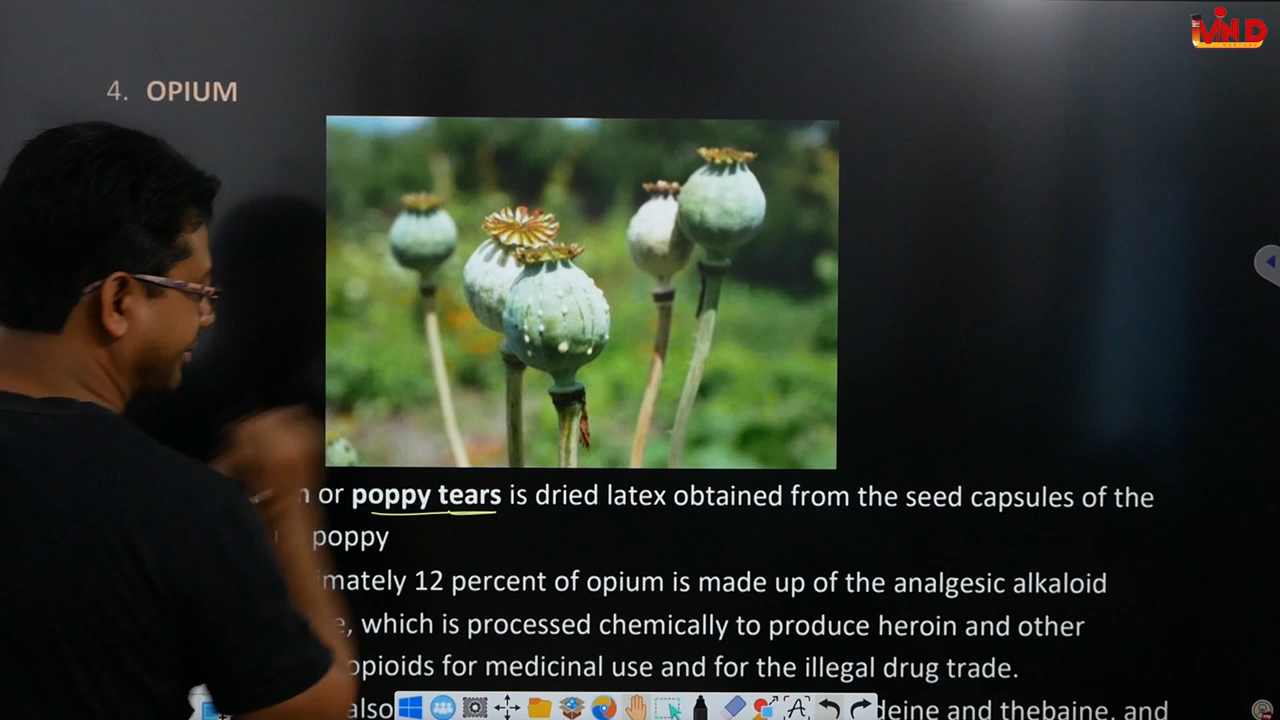 4. OPIUM
or poppy tears is dried latex obtained from the seed capsules of the
poppy
12 percent of opium is made up of the analgesic alkaloid
which is processed chemically to produce heroin and other
opioids for medicinal use and for the illegal drug trade.
also and thebaine, and